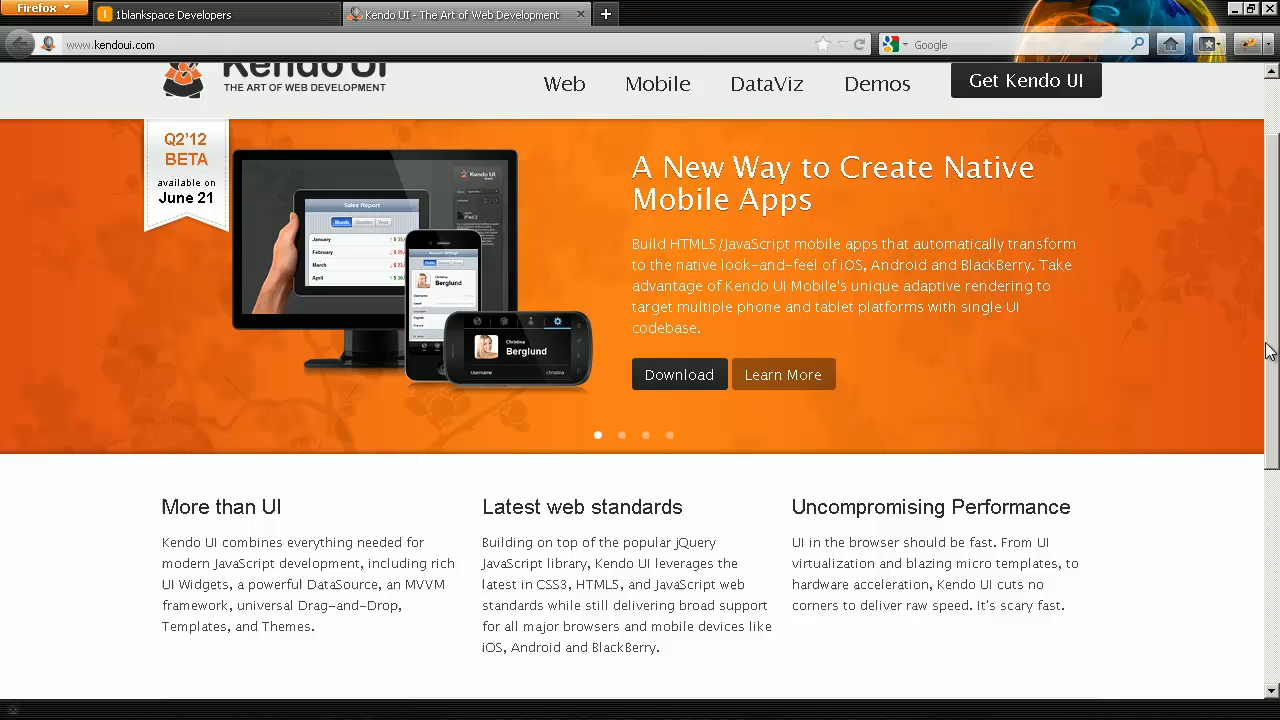 Firefox
1blankspace Developers
Kendo UI - The Art of Web Development
www.kendoui.com
Google
Kendo UI
THE ART OF WEB DEVELOPMENT
Web
Mobile
DataViz
Demos
Get Kendo UI
Q2'12
BETA
available on
June 21
Kendo UI
Sales Report
Month
Quarter
Year
January
February
March
April
Christina
Berglund
Christina
Berglund
Username
christina
A New Way to Create Native
Mobile Apps
Build HTML5/JavaScript mobile apps that automatically transform
to the native look-and-feel of iOS, Android and BlackBerry. Take
advantage of Kendo UI Mobile's unique adaptive rendering to
target multiple phone and tablet platforms with single UI
codebase.
Download
Learn More
More than UI
Kendo UI combines everything needed for
modern JavaScript development, including rich
UI Widgets, a powerful DataSource, an MVVM
framework, universal Drag-and-Drop,
Templates, and Themes.
Latest web standards
Building on top of the popular jQuery
JavaScript library, Kendo UI leverages the
latest in CSS3, HTML5, and JavaScript web
standards while still delivering broad support
for all major browsers and mobile devices like
iOS, Android and BlackBerry.
Uncompromising Performance
UI in the browser should be fast. From UI
virtualization and blazing micro templates, to
hardware acceleration, Kendo UI cuts no
corners to deliver raw speed. It's scary fast.